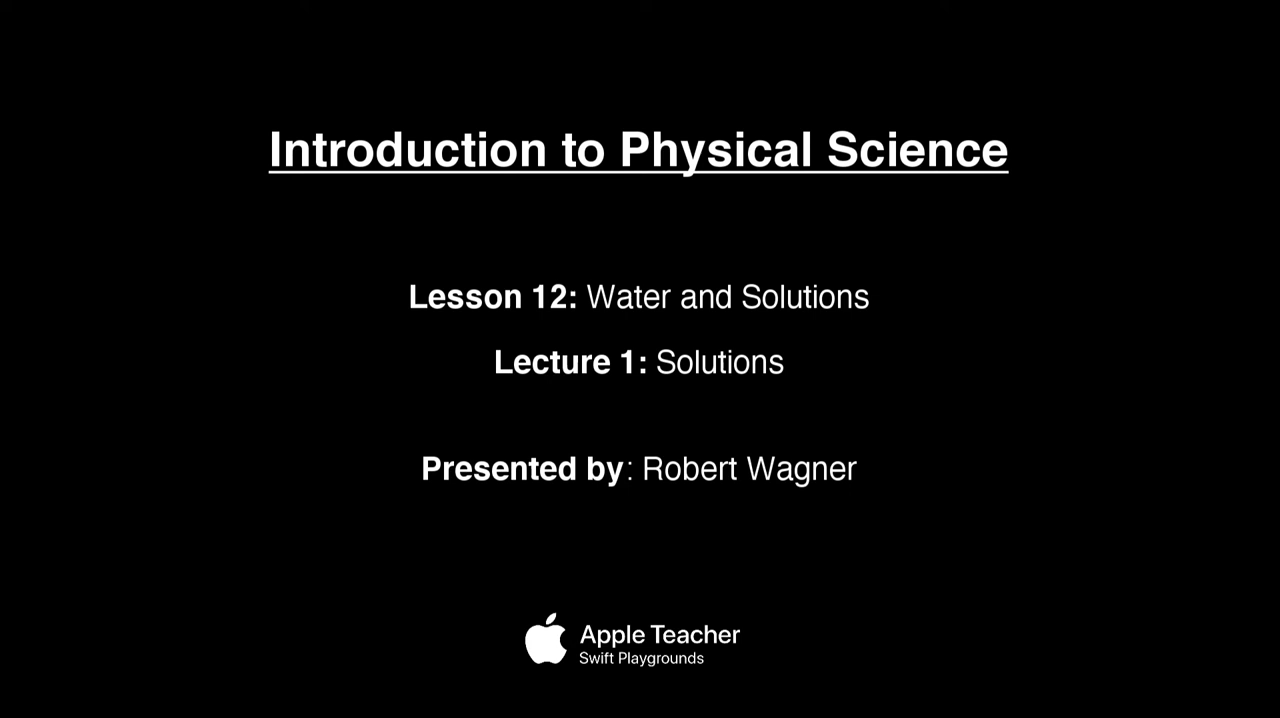 Introduction to Physical Science
Lesson 12: Water and Solutions
Lecture 1: Solutions
Presented by: Robert Wagner
Apple Teacher
Swift Playgrounds